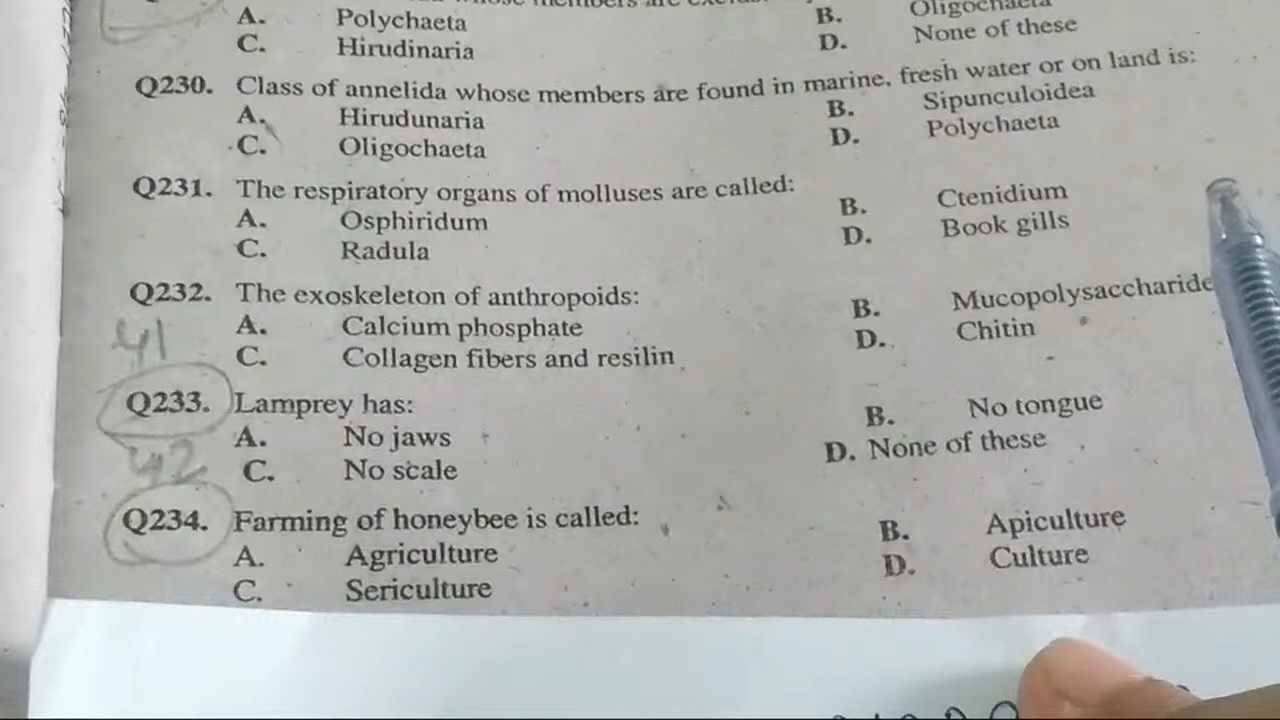 whose members are
A. Polychaeta B. Oligochaeta
C. Hirudinaria D. None of these
Q230. Class of annelida whose members are found in marine, fresh water or on land is:
A. Hirudunaria B. Sipunculoidea
C. Oligochaeta D. Polychaeta
Q231. The respiratory organs of molluses are called:
A. Osphiridum B. Ctenidium
C. Radula D. Book gills
Q232. The exoskeleton of anthropoids:
A. Calcium phosphate B. Mucopolysaccharide
C. Collagen fibers and resilin D. Chitin
41
Q233. Lamprey has:
A. No jaws B. No tongue
42
C. No scale D. None of these
Q234. Farming of honeybee is called:
A. Agriculture B. Apiculture
C. Sericulture D. Culture